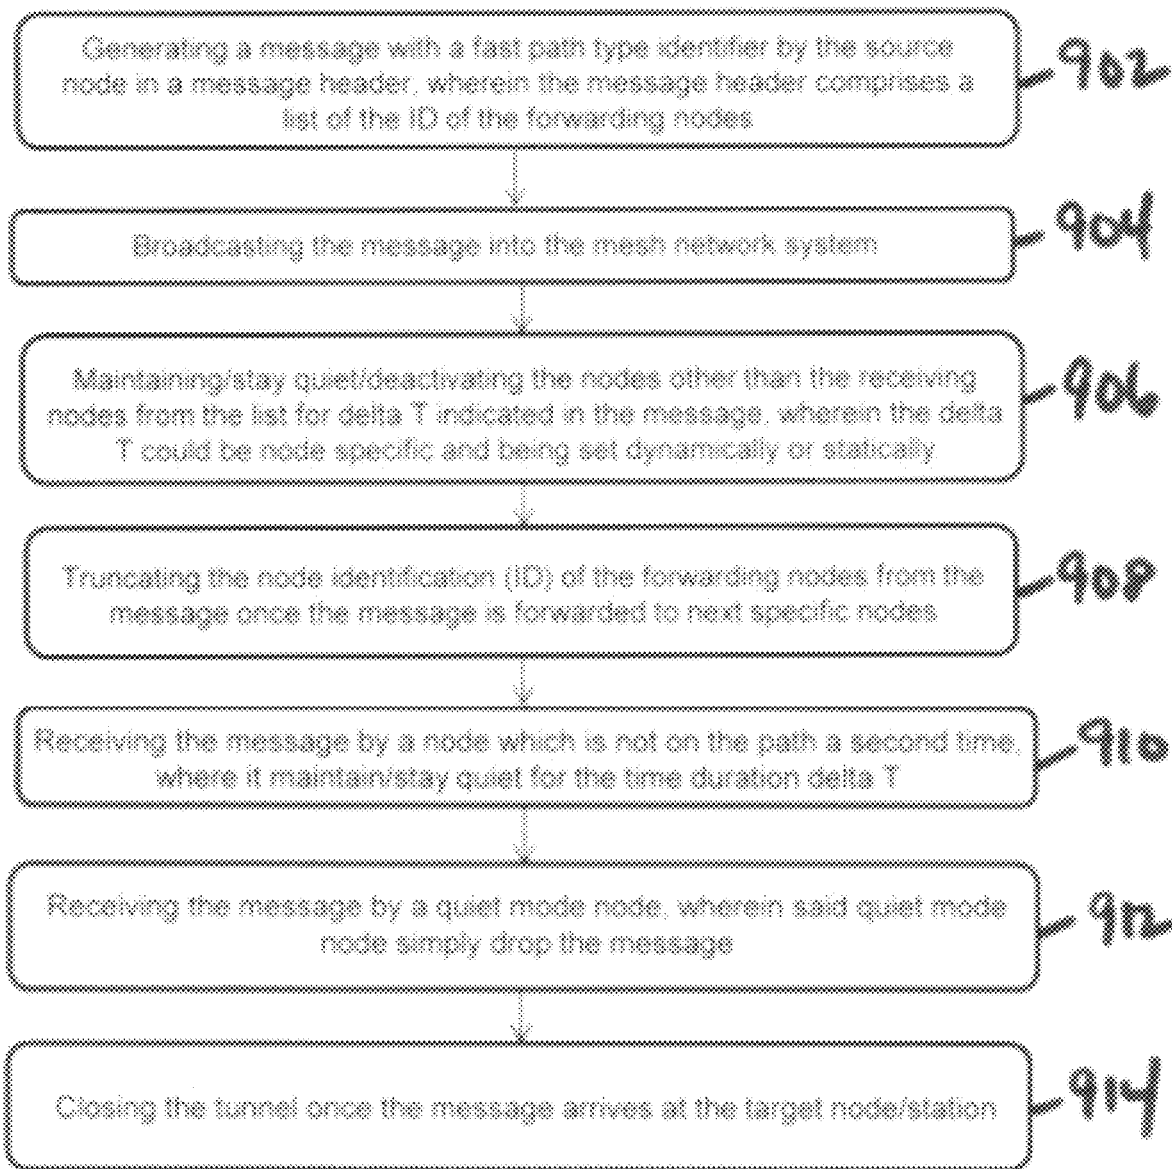 Generating a message with a fast path type identifier by the source
node in a message header, wherein the message header comprises a
list of the ID of the forwarding nodes
902
Broadcasting the message into the mesh network system
904
Maintaining/stay quiet/deactivating the nodes other than the receiving
nodes from the list for delta T indicated in the message, wherein the delta
T could be node specific and being set dynamically or statically
906
Truncating the node identification (ID) of the forwarding nodes from the
message once the message is forwarded to next specific nodes
908
Receiving the message by a node which is not on the path a second time,
where it maintain/stay quiet for the time duration delta T
910
Receiving the message by a quiet mode node, wherein said quiet mode
node simply drop the message
912
Closing the tunnel once the message arrives at the target node/station
914